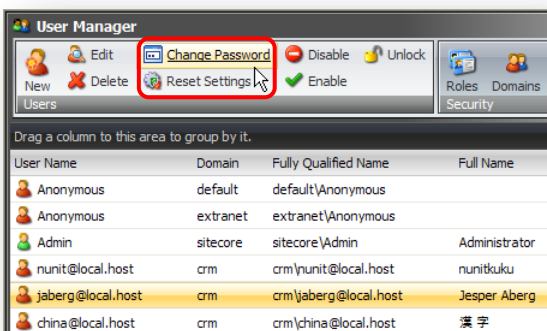 User Manager
New Edit Change Password Disable Unlock Roles Domains
Delete Reset Settings Enable
Users Security
Drag a column to this area to group by it.
User Name Domain Fully Qualified Name Full Name
Anonymous default default\Anonymous
Anonymous extranet extranet\Anonymous
Admin sitecore sitecore\Admin Administrator
nunit@local.host crm crm\nunit@local.host nunitkuku
jaberg@local.host crm crm\jaberg@local.host Jesper Aberg
china@local.host crm crm\china@local.host 漢字